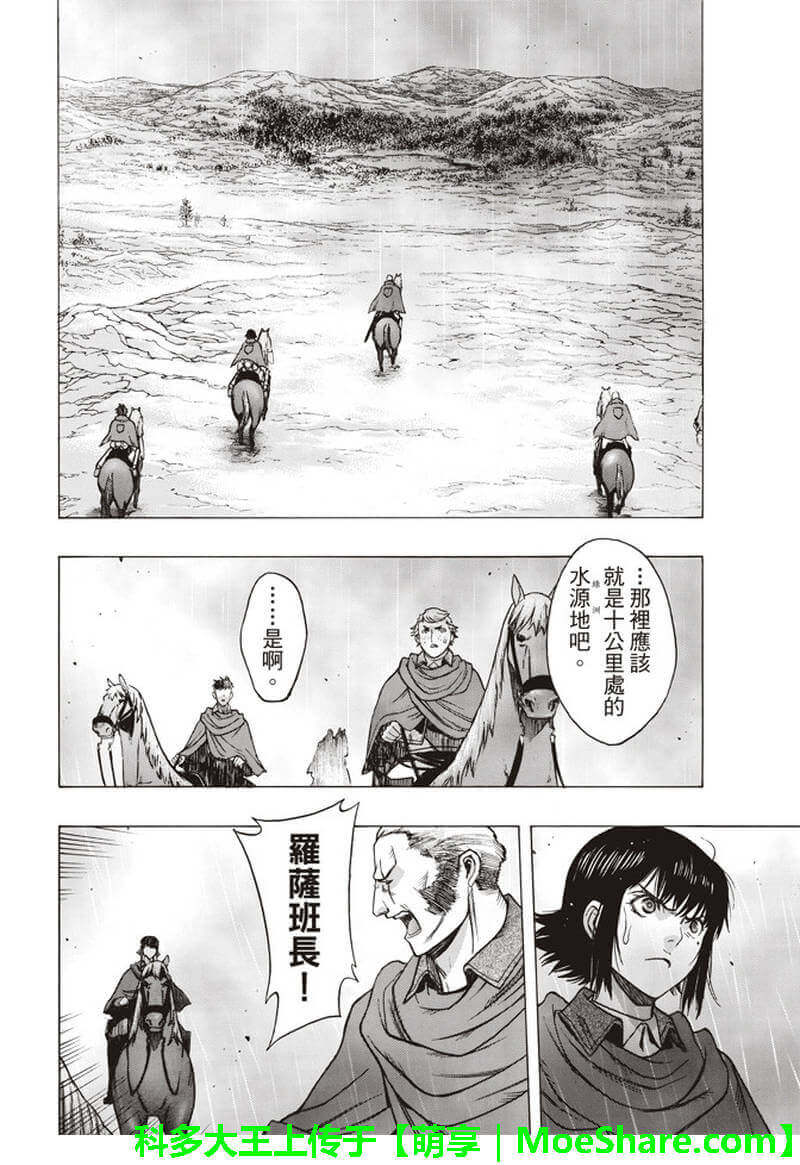 …那裡應該
就是十公里處的
綠洲
水源地吧。
……是啊。
羅薩班長！
科多大王上传于【萌享 | MoeShare.com】